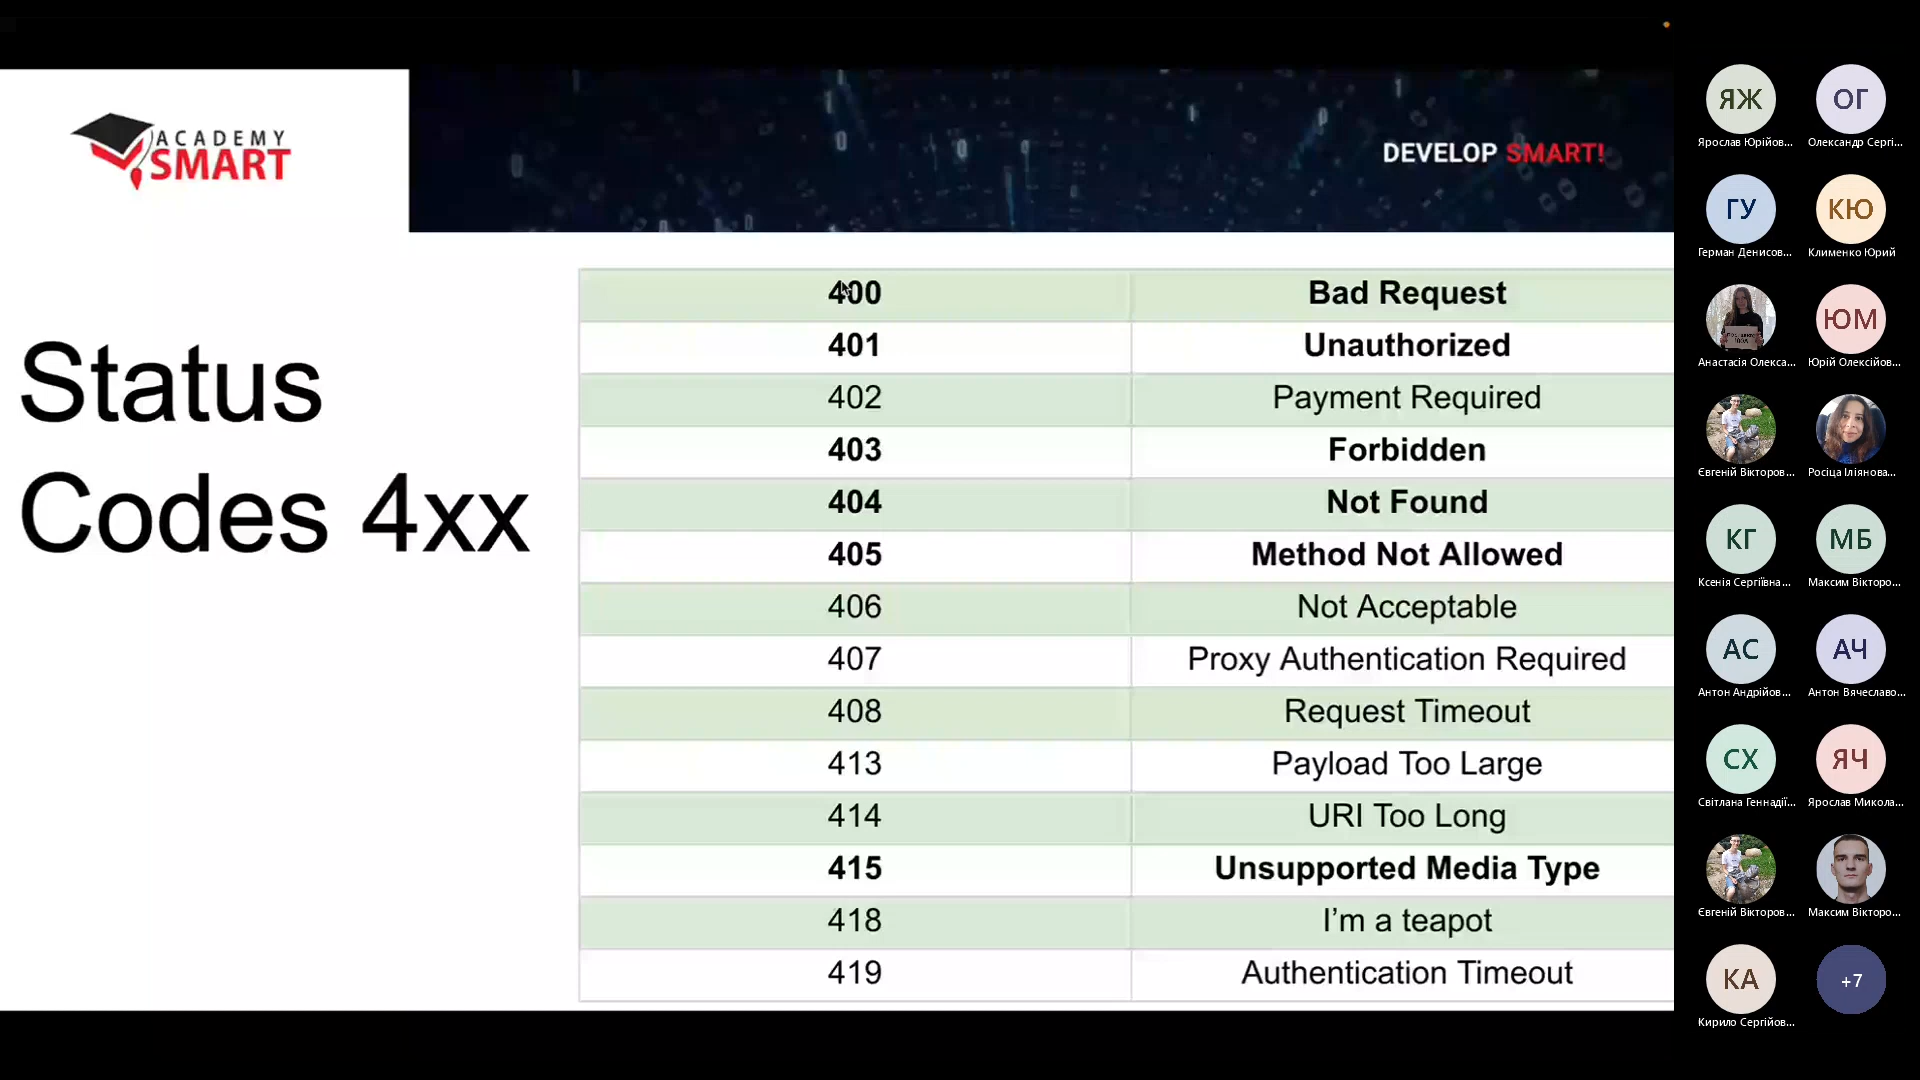 ACADEMY
SMART
DEVELOP SMART!
Status
Codes 4xx
400 Bad Request
401 Unauthorized
402 Payment Required
403 Forbidden
404 Not Found
405 Method Not Allowed
406 Not Acceptable
407 Proxy Authentication Required
408 Request Timeout
413 Payload Too Large
414 URI Too Long
415 Unsupported Media Type
418 I'm a teapot
419 Authentication Timeout
ЯЖ ОГ
Ярослав Юрійов... Олександр Сергі...
ГУ КЮ
Герман Денисов... Клименко Юрий
ЮМ
Анастасія Олекса... Юрій Олексійов...
Євгеній Вікторов... Росіца Іліянова...
КГ МБ
Ксенія Сергіївна... Максим Вікторо...
АС АЧ
Антон Андрійов... Антон Вячеславо...
СХ ЯЧ
Світлана Геннадії... Ярослав Микола...
Євгеній Вікторов... Максим Вікторо...
КА +7
Кирило Сергійов...